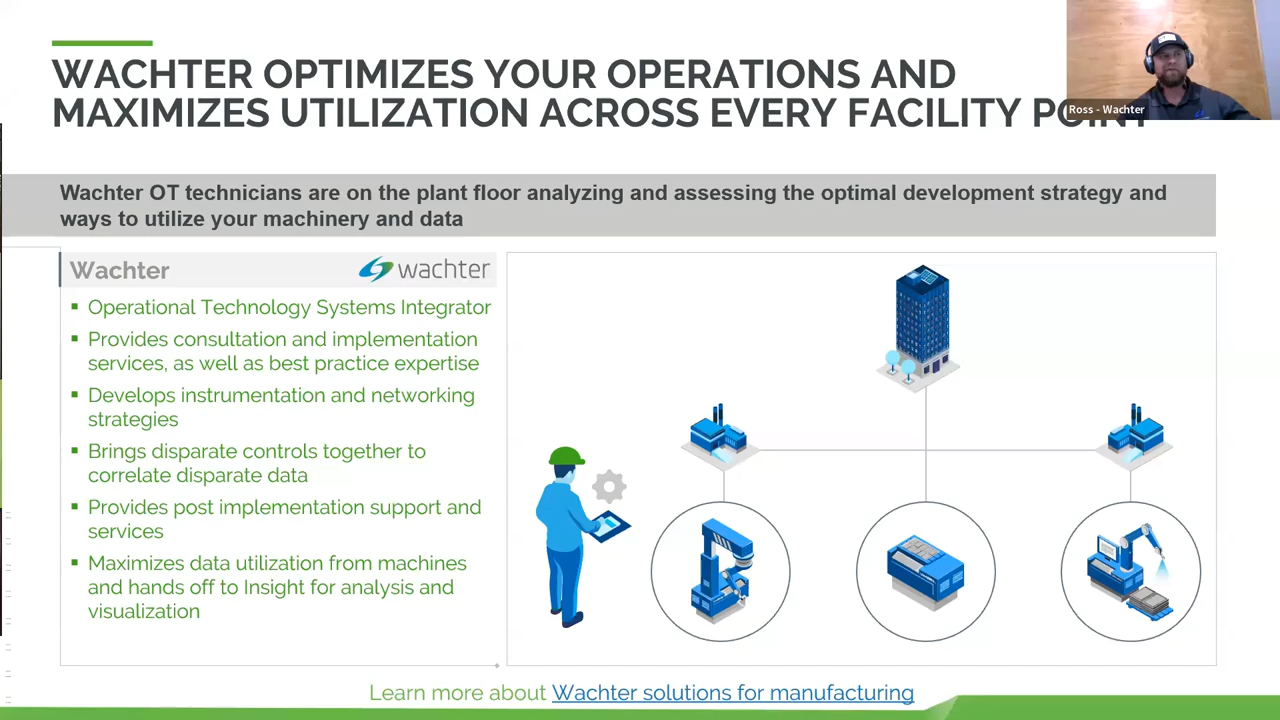 WACHTER OPTIMIZES YOUR OPERATIONS AND
MAXIMIZES UTILIZATION ACROSS EVERY FACILITY POINT
Ross - Wachter
Wachter OT technicians are on the plant floor analyzing and assessing the optimal development strategy and
ways to utilize your machinery and data
Wachter
wachter
▪ Operational Technology Systems Integrator
▪ Provides consultation and implementation
services, as well as best practice expertise
▪ Develops instrumentation and networking
strategies
▪ Brings disparate controls together to
correlate disparate data
▪ Provides post implementation support and
services
▪ Maximizes data utilization from machines
and hands off to Insight for analysis and
visualization
Learn more about Wachter solutions for manufacturing